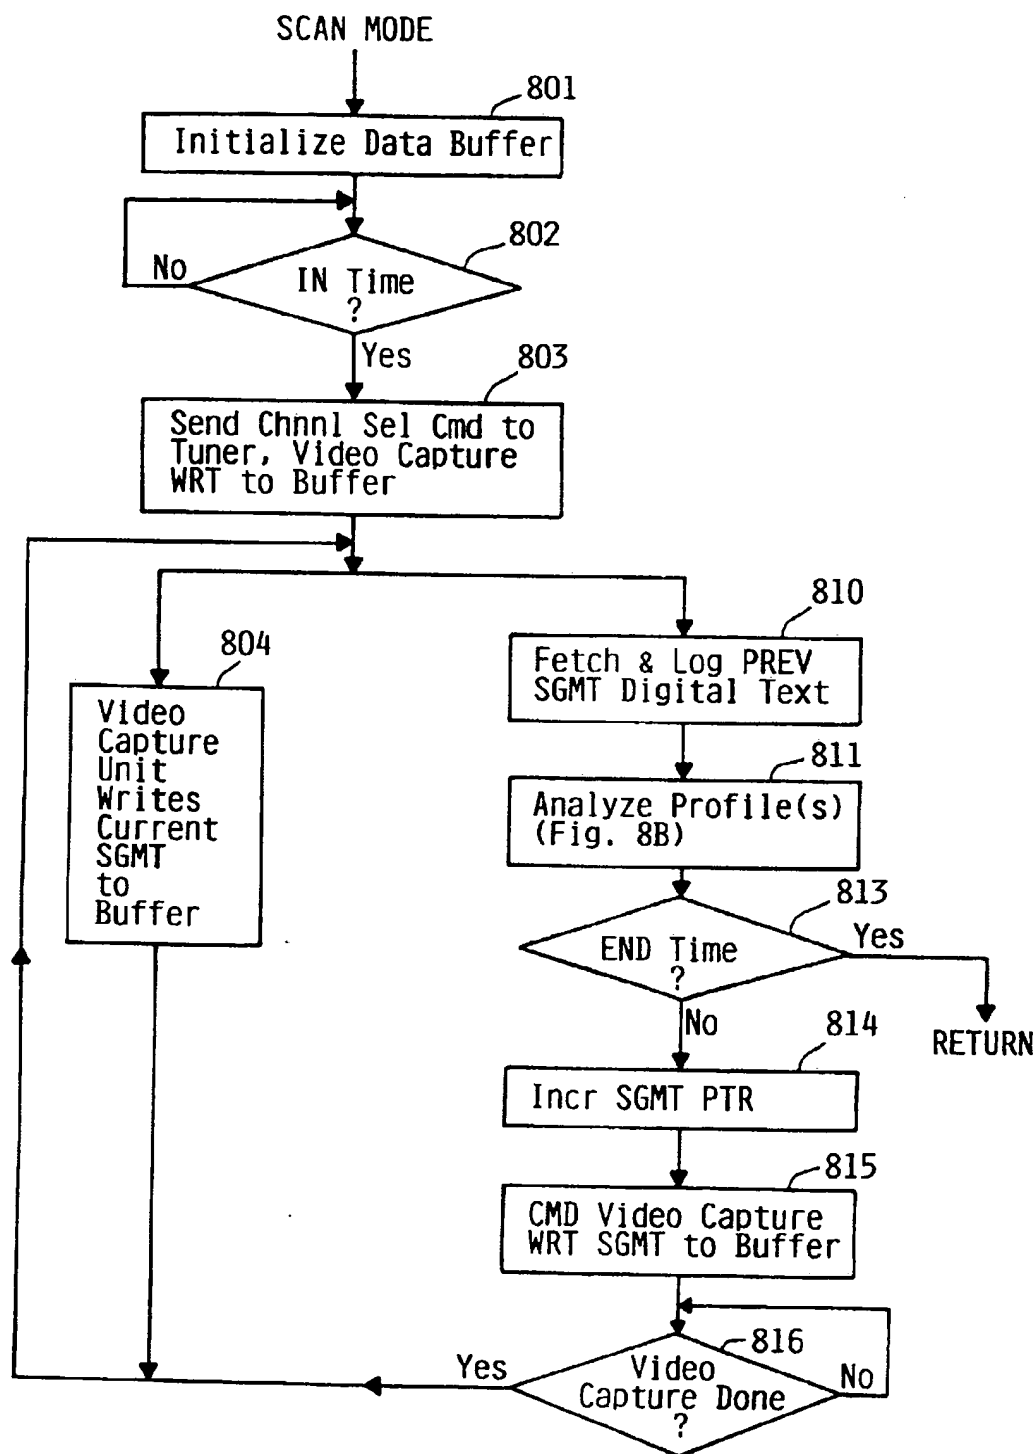 SCAN MODE
801
Initialize Data Buffer
802
No
IN Time
?
Yes
803
Send Chnnl Sel Cmd to
Tuner, Video Capture
WRT to Buffer
804
Video
Capture
Unit
Writes
Current
SGMT
to
Buffer
810
Fetch & Log PREV
SGMT Digital Text
811
Analyze Profile(s)
(Fig. 8B)
813
END Time
?
Yes
RETURN
No
814
Incr SGMT PTR
815
CMD Video Capture
WRT SGMT to Buffer
816
Yes
Video
Capture Done
?
No